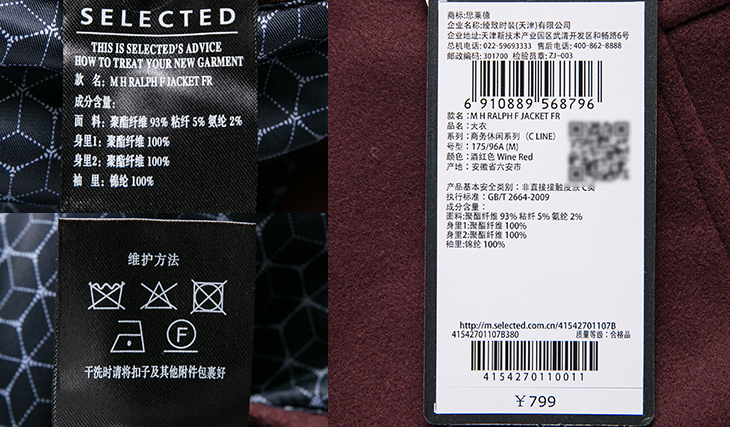 SELECTED
THIS IS SELECTED'S ADVICE
HOW TO TREAT YOUR NEW GARMENT
款 名: M H RALPH F JACKET FR
成分含量:
面 料: 聚酯纤维 93% 粘纤 5% 氨纶 2%
身里1: 聚酯纤维 100%
身里2: 聚酯纤维 100%
袖 里: 锦纶 100%
维护方法
F
干洗时请将扣子及其他附件包裹好
商标: 思莱德
企业名称: 绫致时装(天津)有限公司
企业地址: 天津新技术产业园区武清开发区和畅路6号
总机电话: 022-59693333 售后电话: 400-862-8888
邮政编码: 301700 检验员章: ZJ-003
6 910889 568796
款名: M H RALPH F JACKET FR
品名: 大衣
系列: 商务休闲系列 (C LINE)
号型: 175/96A (M)
颜色: 酒红色 Wine Red
产地: 安徽省六安市
产品基本安全类别: 非直接接触皮肤 C类
执行标准: GB/T 2664-2009
成分含量:
面料:聚酯纤维 93% 粘纤 5% 氨纶 2%
身里1:聚酯纤维 100%
身里2:聚酯纤维 100%
袖里:锦纶 100%
http://m.selected.com.cn/41542701107B
41542701107B380 质量等级: 合格品
4154270110011
￥799